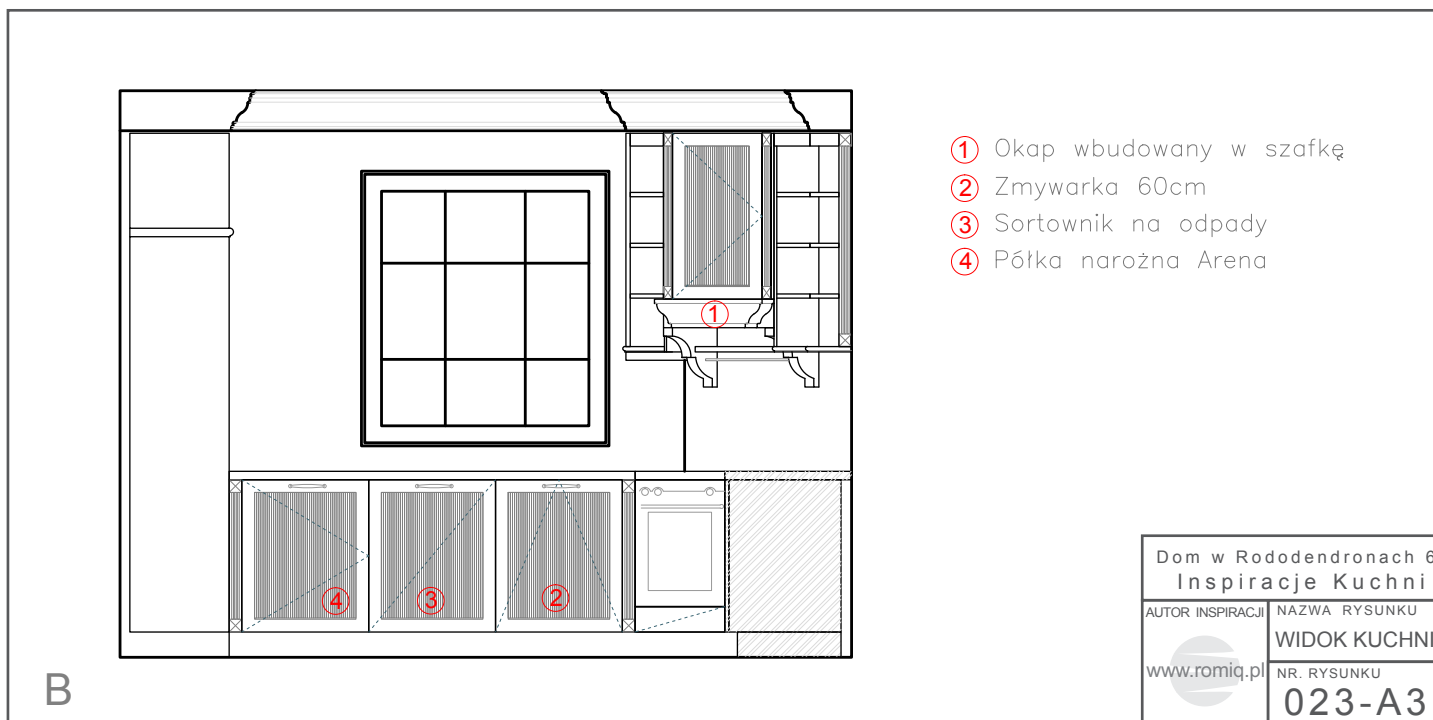 1 Okap wbudowany w szafkę
2 Zmywarka 60cm
3 Sortownik na odpady
4 Półka narożna Arena
1
4
3
2
B
Dom w Rododendronach 6
Inspiracje Kuchni
AUTOR INSPIRACJI
www.romiq.pl
NAZWA RYSUNKU
WIDOK KUCHNI
NR. RYSUNKU
023-A3